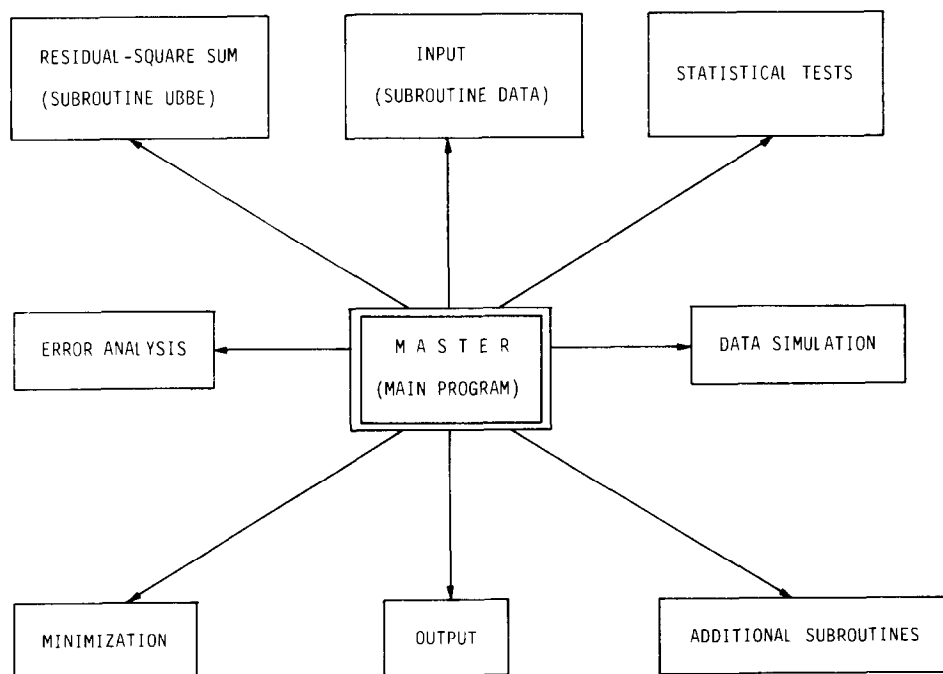 RESIDUAL-SQUARE SUM
(SUBROUTINE UBBE)
INPUT
(SUBROUTINE DATA)
STATISTICAL TESTS
ERROR ANALYSIS
M A S T E R
(MAIN PROGRAM)
DATA SIMULATION
MINIMIZATION
OUTPUT
ADDITIONAL SUBROUTINES